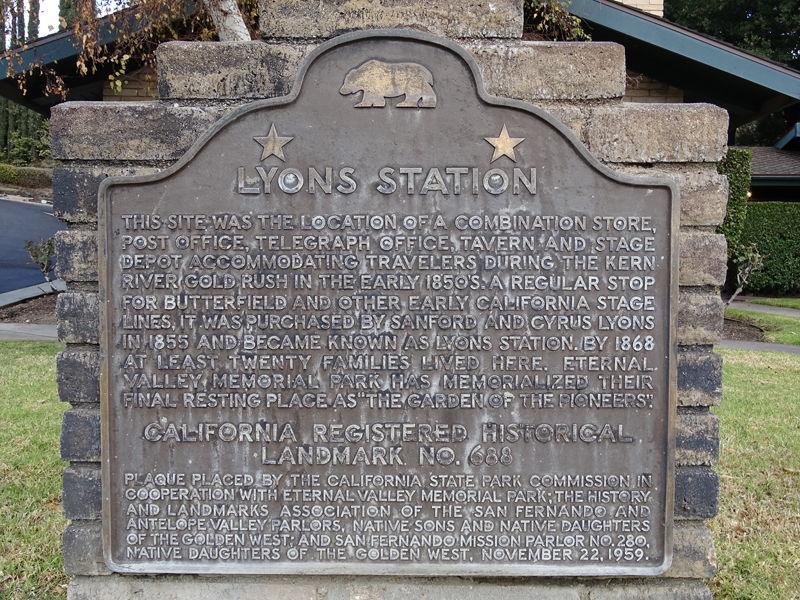 LYONS STATION
THIS SITE WAS THE LOCATION OF A COMBINATION STORE,
POST OFFICE, TELEGRAPH OFFICE, TAVERN AND STAGE
DEPOT ACCOMMODATING TRAVELERS DURING THE KERN
RIVER GOLD RUSH IN THE EARLY 1850'S. A REGULAR STOP
FOR BUTTERFIELD AND OTHER EARLY CALIFORNIA STAGE
LINES, IT WAS PURCHASED BY SANFORD AND CYRUS LYONS
IN 1855 AND BECAME KNOWN AS LYONS STATION. BY 1868
AT LEAST TWENTY FAMILIES LIVED HERE. ETERNAL
VALLEY MEMORIAL PARK HAS MEMORIALIZED THEIR
FINAL RESTING PLACE AS "THE GARDEN OF THE PIONEERS".
CALIFORNIA REGISTERED HISTORICAL
LANDMARK NO. 688
PLAQUE PLACED BY THE CALIFORNIA STATE PARK COMMISSION IN
COOPERATION WITH ETERNAL VALLEY MEMORIAL PARK; THE HISTORY
AND LANDMARKS ASSOCIATION OF THE SAN FERNANDO AND
ANTELOPE VALLEY PARLORS, NATIVE SONS AND NATIVE DAUGHTERS
OF THE GOLDEN WEST; AND SAN FERNANDO MISSION PARLOR NO. 280,
NATIVE DAUGHTERS OF THE GOLDEN WEST, NOVEMBER 22, 1959.